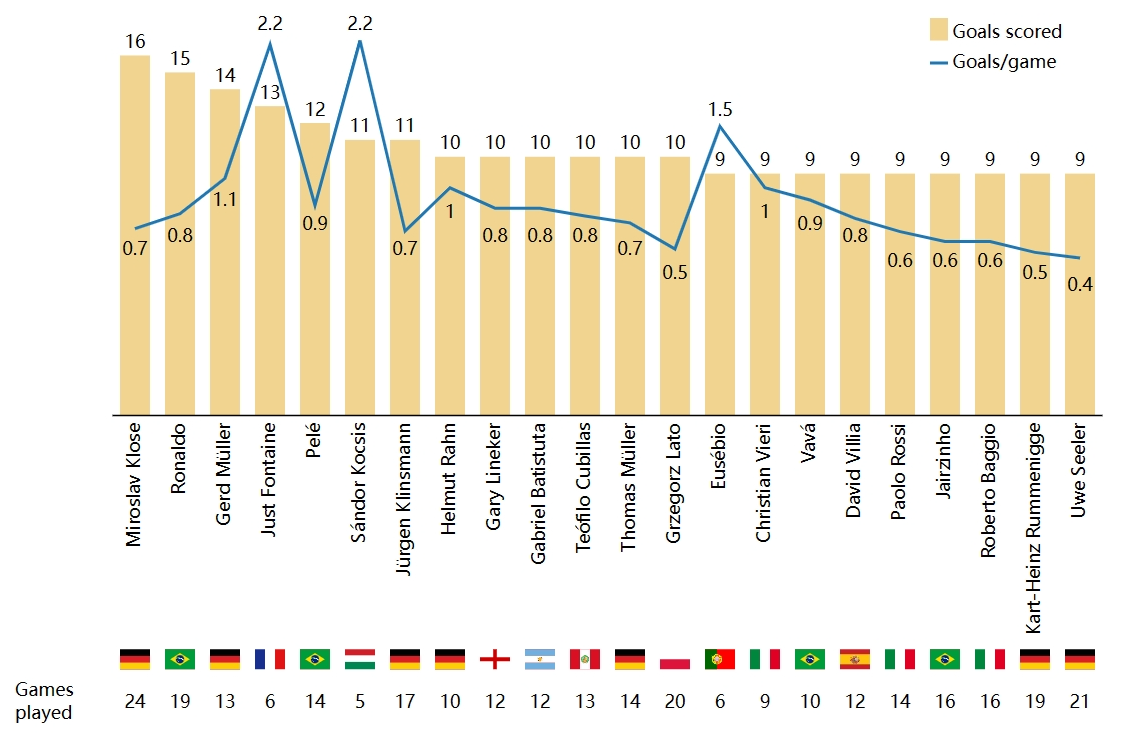 2.2
2.2
Goals scored
Goals/game
16
15
14
13
12
11
11
10
10
10
10
10
10
1.5
9
9
9
9
9
9
9
9
9
0.7
0.8
1.1
0.9
0.7
1
0.8
0.8
0.8
0.7
0.5
1
0.9
0.8
0.6
0.6
0.6
0.5
0.4
Miroslav Klose
Ronaldo
Gerd Müller
Just Fontaine
Pelé
Sándor Kocsis
Jürgen Klinsmann
Helmut Rahn
Gary Lineker
Gabriel Batistuta
Teófilo Cubillas
Thomas Müller
Grzegorz Lato
Eusébio
Christian Vieri
Vavá
David Villia
Paolo Rossi
Jairzinho
Roberto Baggio
Kart-Heinz Rummenigge
Uwe Seeler
Games
played
24 19 13 6 14 5 17 10 12 12 13 14 20 6 9 10 12 14 16 16 19 21